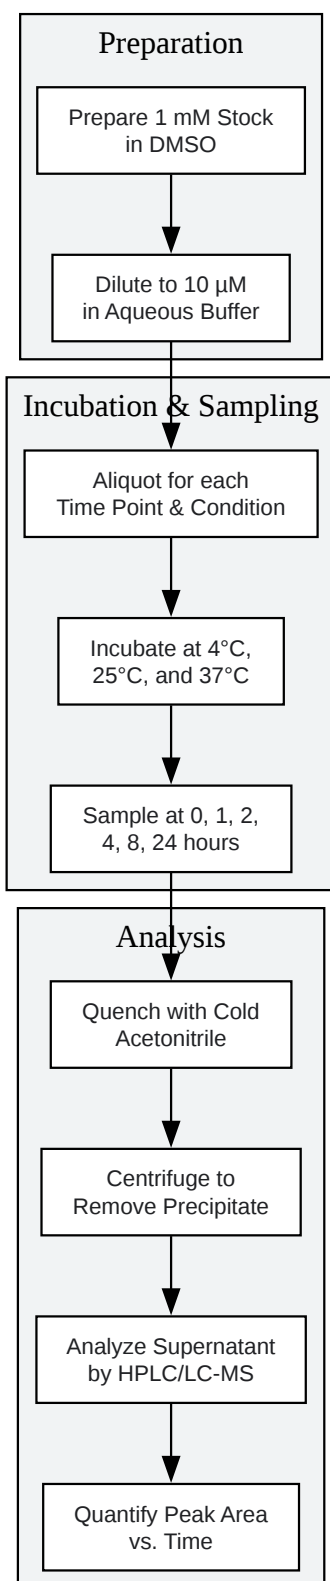 Preparation
Prepare 1 mM Stock
in DMSO
Dilute to 10 µM
in Aqueous Buffer
Incubation & Sampling
Aliquot for each
Time Point & Condition
Incubate at 4°C,
25°C, and 37°C
Sample at 0, 1, 2,
4, 8, 24 hours
Analysis
Quench with Cold
Acetonitrile
Centrifuge to
Remove Precipitate
Analyze Supernatant
by HPLC/LC-MS
Quantify Peak Area
vs. Time